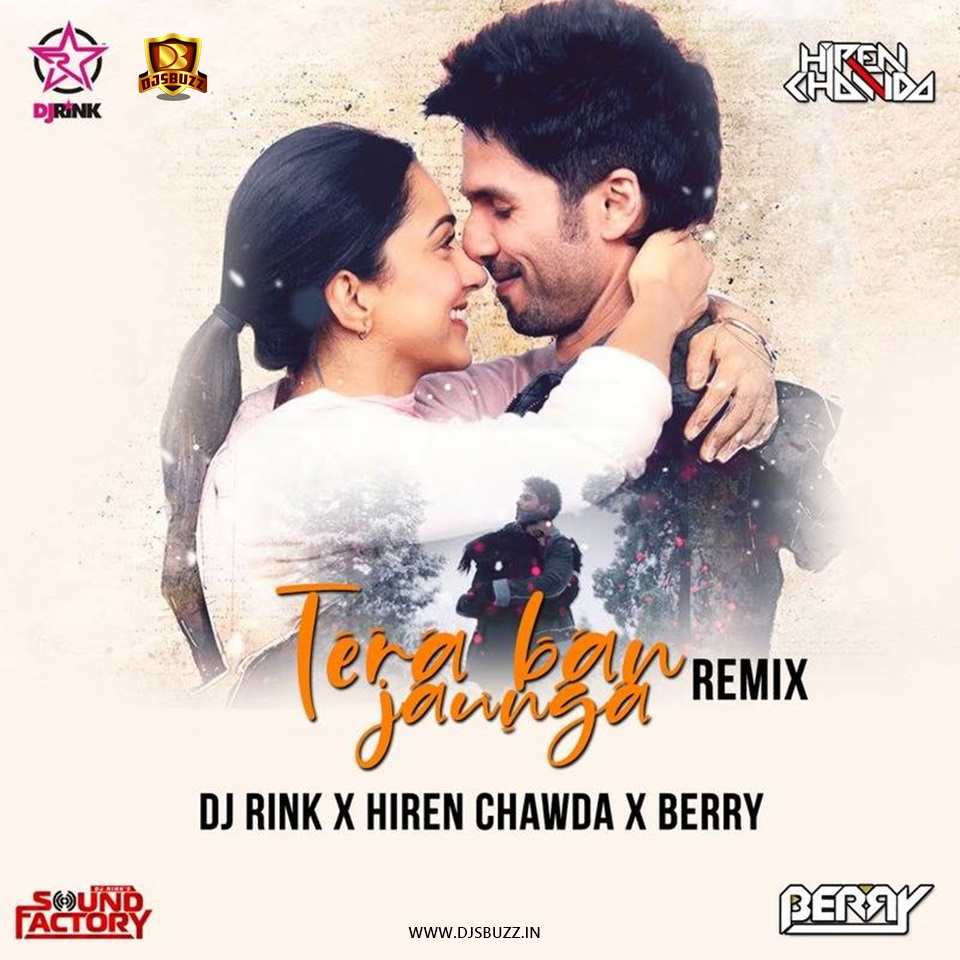 DJRINK
DJSBUZZ
HIREN
CHAWDA
Tera ban
jaunga
REMIX
DJ RINK X HIREN CHAWDA X BERRY
DJ RINK'S
SOUND
FACTORY
WWW.DJSBUZZ.IN
BERRY